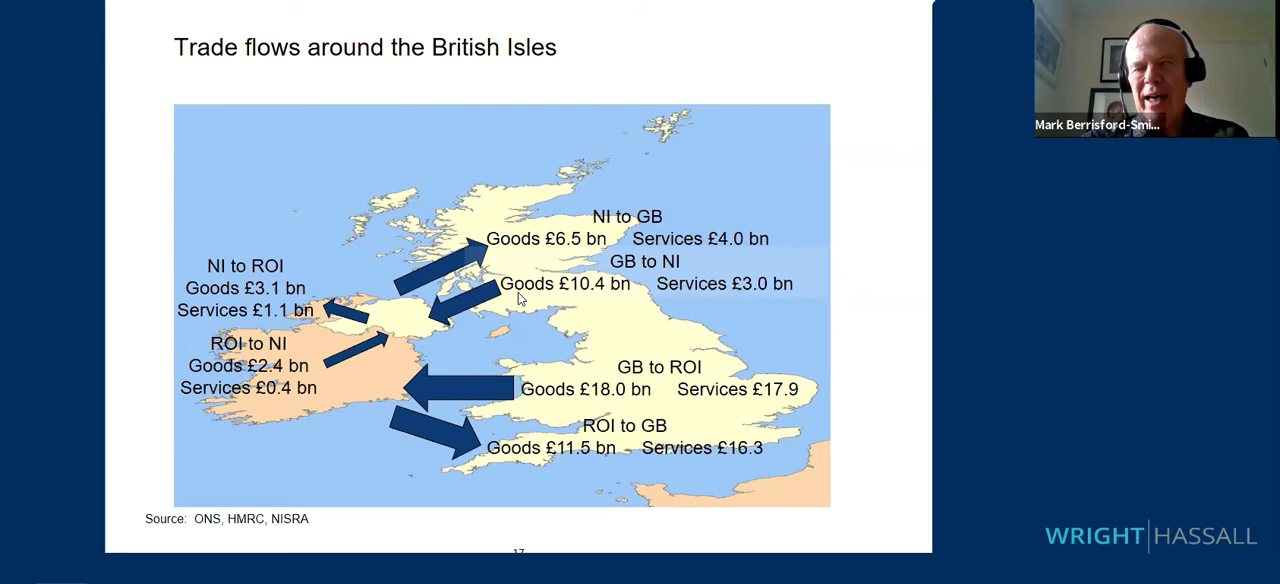 Trade flows around the British Isles
Mark Berrisford-Smi...
NI to GB
Goods £6.5 bn Services £4.0 bn
GB to NI
Goods £10.4 bn Services £3.0 bn
NI to ROI
Goods £3.1 bn
Services £1.1 bn
ROI to NI
Goods £2.4 bn
Services £0.4 bn
GB to ROI
Goods £18.0 bn Services £17.9
ROI to GB
Goods £11.5 bn Services £16.3
Source: ONS, HMRC, NISRA
17
WRIGHT HASSALL